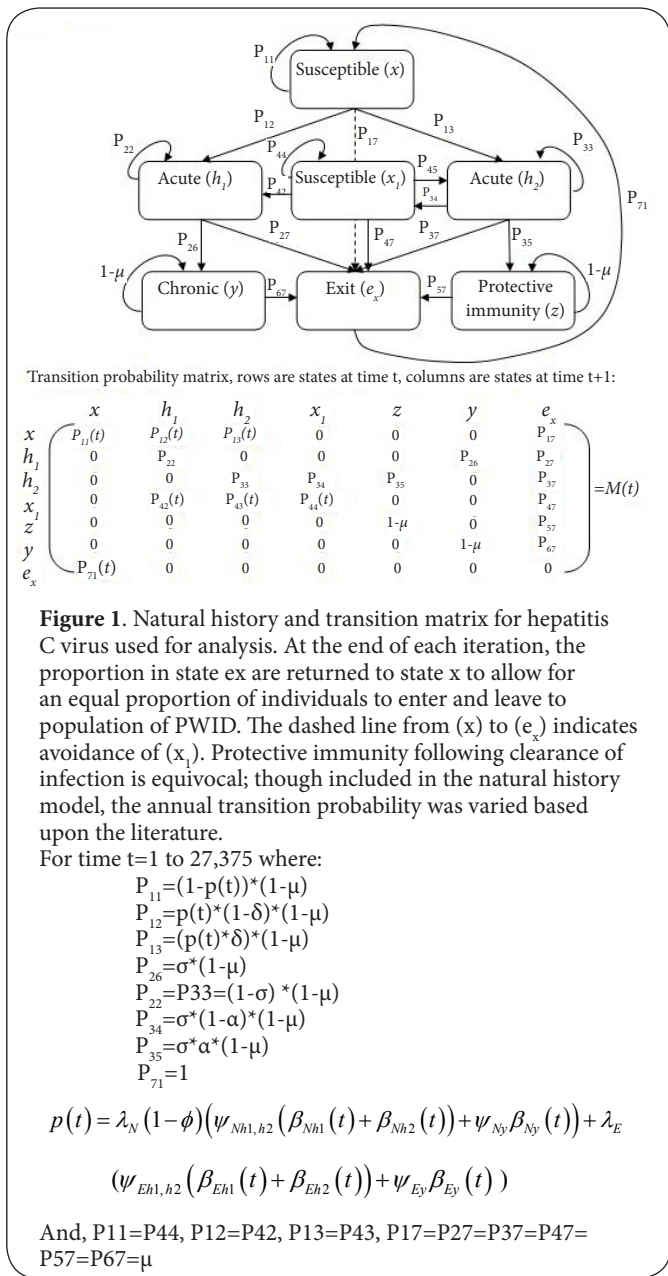 P11
Susceptible (x)
P12
P17
P13
P22
P44
P33
Acute (h1)
P42
Susceptible (x1)
P45
P34
Acute (h2)
P71
P26
P27
P47
P37
P35
1-μ
Chronic (y)
P67
Exit (ex)
P57
Protective
immunity (z)
1-μ
Transition probability matrix, rows are states at time t, columns are states at time t+1:
x h1 h2 x1 z y ex
x P11(t) P12(t) P13(t) 0 0 0 P17
h1 0 P22 0 0 0 P26 P27
h2 0 0 P33 P34 P35 0 P37
x1 0 P42(t) P43(t) P44(t) 0 0 P47
z 0 0 0 0 1-μ 0 P57
y 0 0 0 0 0 1-μ P67
ex P71(t) 0 0 0 0 0 0
=M(t)
Figure 1. Natural history and transition matrix for hepatitis
C virus used for analysis. At the end of each iteration, the
proportion in state ex are returned to state x to allow for
an equal proportion of individuals to enter and leave to
population of PWID. The dashed line from (x) to (ex) indicates
avoidance of (x1). Protective immunity following clearance of
infection is equivocal; though included in the natural history
model, the annual transition probability was varied based
upon the literature.
For time t=1 to 27,375 where:
P11=(1-p(t))*(1-μ)
P12=p(t)*(1-δ)*(1-μ)
P13=(p(t)*δ)*(1-μ)
P26=σ*(1-μ)
P22=P33=(1-σ) *(1-μ)
P34=σ*(1-α)*(1-μ)
P35=σ*α*(1-μ)
P71=1
p(t) = λN (1−ϕ)(ψNh1,h2 (βNh1(t) + βNh2(t)) + ψNy βNy(t)) + λE
(ψEh1,h2 (βEh1(t) + βEh2(t)) + ψEy βEy(t) )
And, P11=P44, P12=P42, P13=P43, P17=P27=P37=P47=
P57=P67=μ